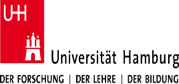 UHH
Universität Hamburg
DER FORSCHUNG | DER LEHRE | DER BILDUNG